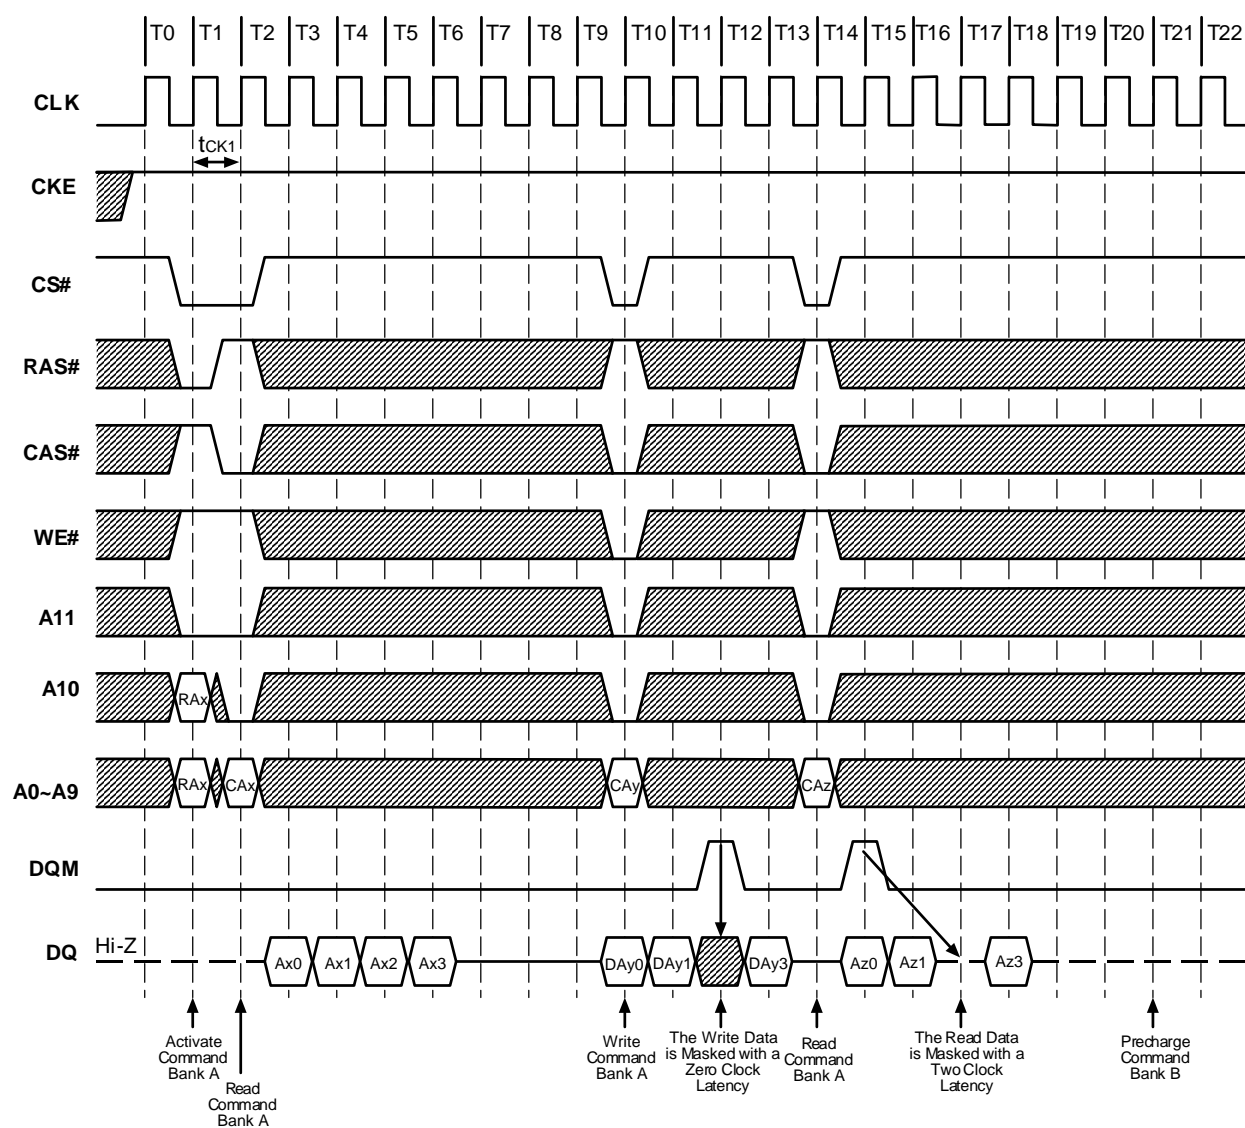 T0 T1 T2 T3 T4 T5 T6 T7 T8 T9 T10 T11 T12 T13 T14 T15 T16 T17 T18 T19 T20 T21 T22
CLK
tCK1
CKE
CS#
RAS#
CAS#
WE#
A11
A10
RAx
A0~A9
RAx CAx CAy CAz
DQM
DQ
Hi-Z
Ax0 Ax1 Ax2 Ax3 DAy0 DAy1 DAy3 Az0 Az1 Az3
Activate
Command
Bank A
Read
Command
Bank A
Write
Command
Bank A
The Write Data
is Masked with a
Zero Clock
Latency
Read
Command
Bank A
The Read Data
is Masked with a
Two Clock
Latency
Precharge
Command
Bank B